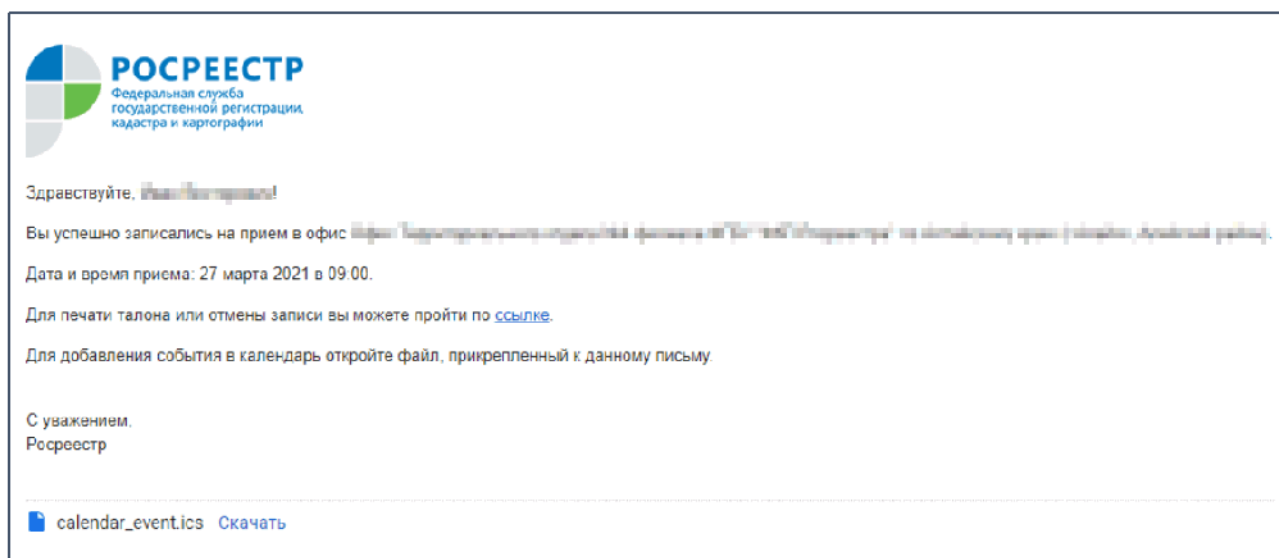 РОСРЕЕСТР
Федеральная служба
государственной регистрации,
кадастра и картографии
Здравствуйте, !
Вы успешно записались на прием в офис
Дата и время приема: 27 марта 2021 в 09:00.
Для печати талона или отмены записи вы можете пройти по ссылке.
Для добавления события в календарь откройте файл, прикрепленный к данному письму.
С уважением,
Росреестр
calendar_event.ics Скачать